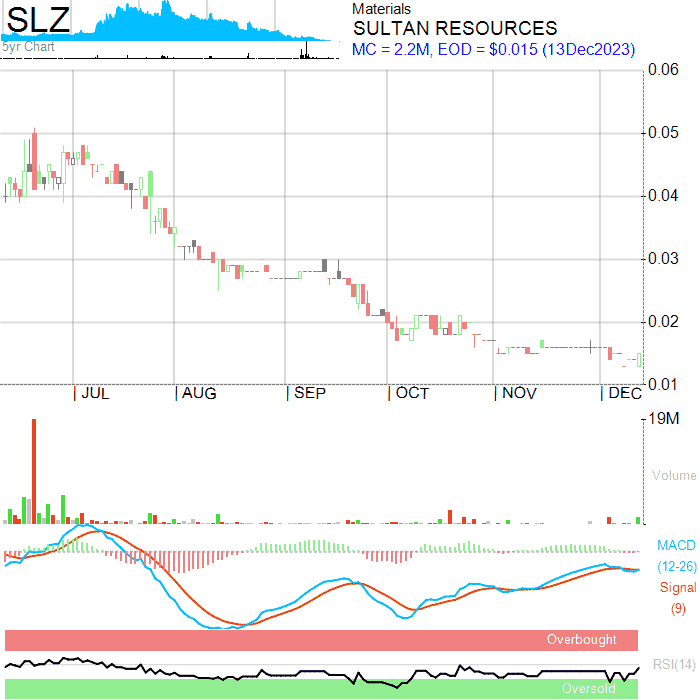 SLZ
5yr Chart
Materials
SULTAN RESOURCES
MC = 2.2M, EOD = $0.015 (13Dec2023)
0.06
0.05
0.04
0.03
0.02
0.01
JUL AUG SEP OCT NOV DEC
19M
Volume
MACD
(12-26)
Signal
(9)
Overbought
RSI(14)
Oversold